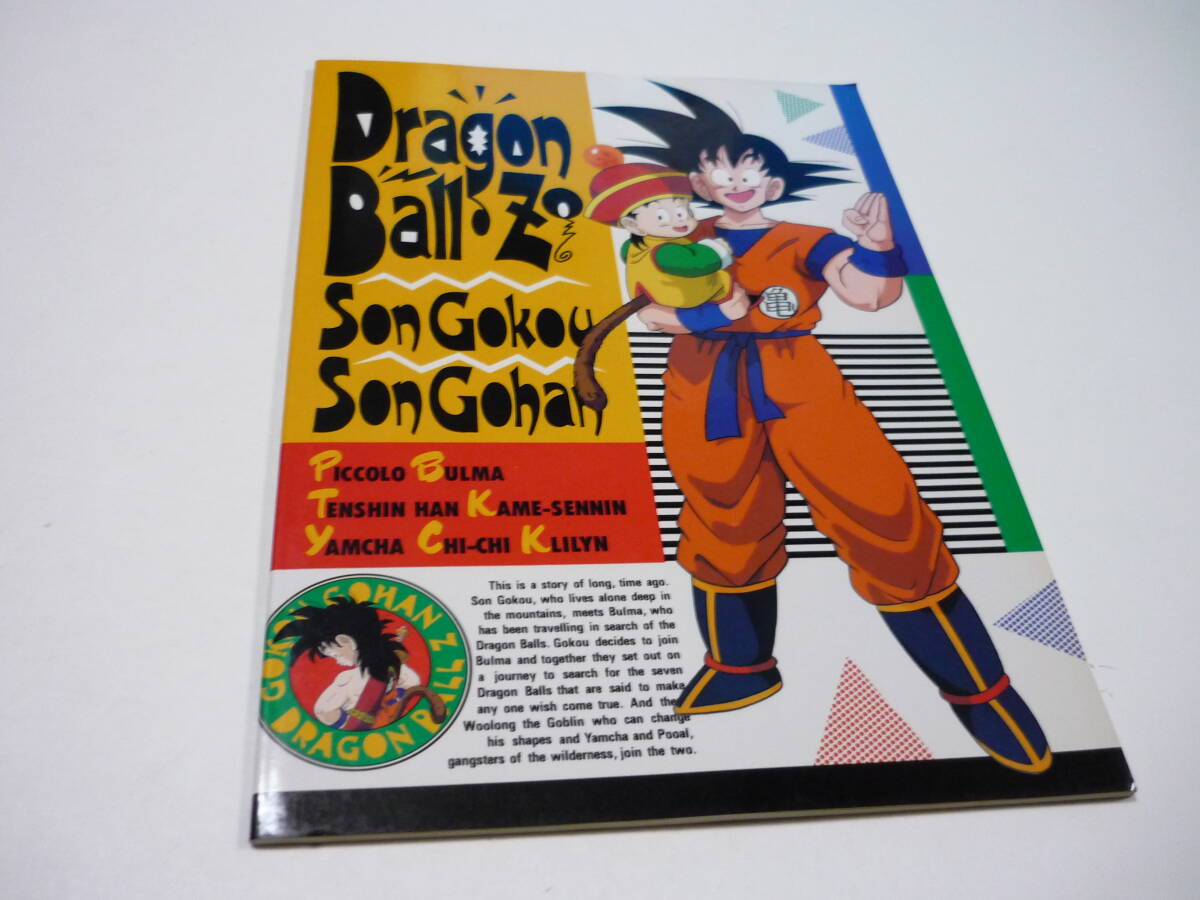 Dragon
Ball Z
Son Gokou
Son Gohan
亀
PICCOLO BULMA
TENSHIN HAN KAME-SENNIN
YAMCHA CHI-CHI KLILYN
This is a story of long, time ago.
Son Gokou, who lives alone deep in
the mountains, meets Bulma, who
has been travelling in search of the
Dragon Balls. Gokou decides to join
Bulma and together they set out on
a journey to search for the seven
Dragon Balls that are said to make
any one wish come true. And the
Woolong the Goblin who can change
his shapes and Yamcha and Pooal,
gangsters of the wilderness, join the two.
GOKOU GOHAN
DRAGON BALL Z